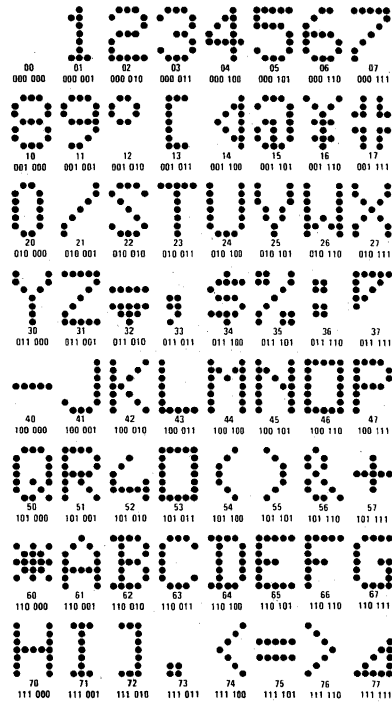 1 2 3 4 5 6 7
00 01 02 03 04 05 06 07
000 000 000 001 000 010 000 011 000 100 000 101 000 110 000 111
8 9 ° [ @ ¥ ‡
10 11 12 13 14 15 16 17
001 000 001 001 001 010 001 011 001 100 001 101 001 110 001 111
0 / S T U V W X
20 21 22 23 24 25 26 27
010 000 010 001 010 010 010 011 010 100 010 101 010 110 010 111
Y Z ; $ % :
30 31 32 33 34 35 36 37
011 000 011 001 011 010 011 011 011 100 011 101 011 110 011 111
— J K L M N O P
40 41 42 43 44 45 46 47
100 000 100 001 100 010 100 011 100 100 100 101 100 110 100 111
Q R ∠ □ ( ) & +
50 51 52 53 54 55 56 57
101 000 101 001 101 010 101 011 101 100 101 101 101 110 101 111
* A B C D E F G
60 61 62 63 64 65 66 67
110 000 110 001 110 010 110 011 110 100 110 101 110 110 110 111
H I ] . < = >
70 71 72 73 74 75 76 77
111 000 111 001 111 010 111 011 111 100 111 101 111 110 111 111